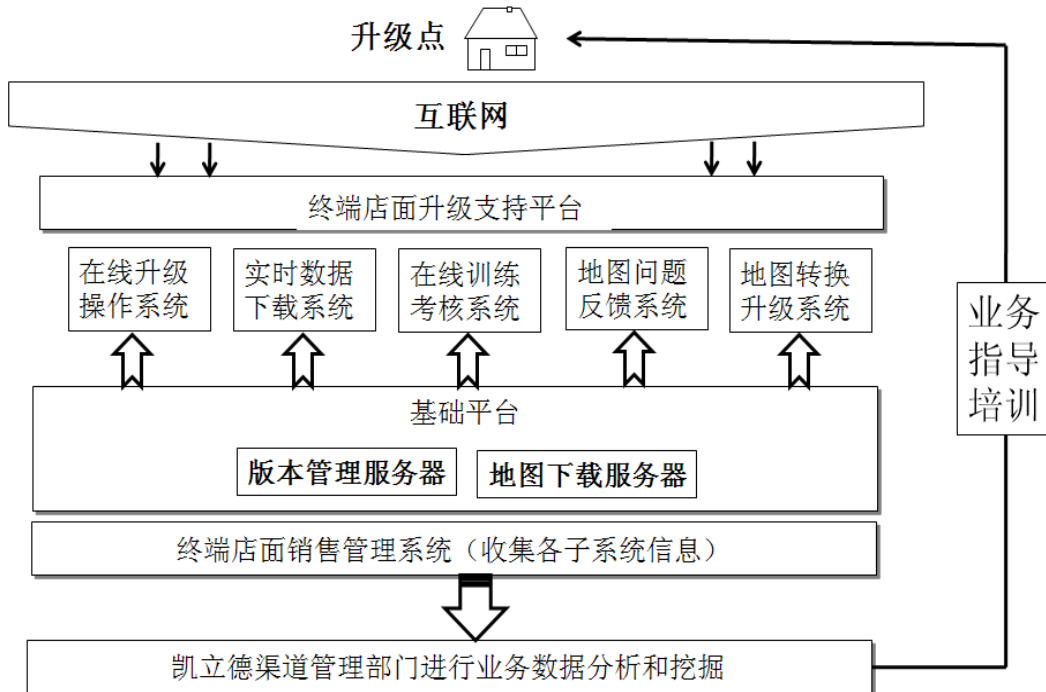 升级点
互联网
终端店面升级支持平台
在线升级
操作系统
实时数据
下载系统
在线训练
考核系统
地图问题
反馈系统
地图转换
升级系统
业务
指导
培训
基础平台
版本管理服务器
地图下载服务器
终端店面销售管理系统（收集各子系统信息）
凯立德渠道管理部门进行业务数据分析和挖掘